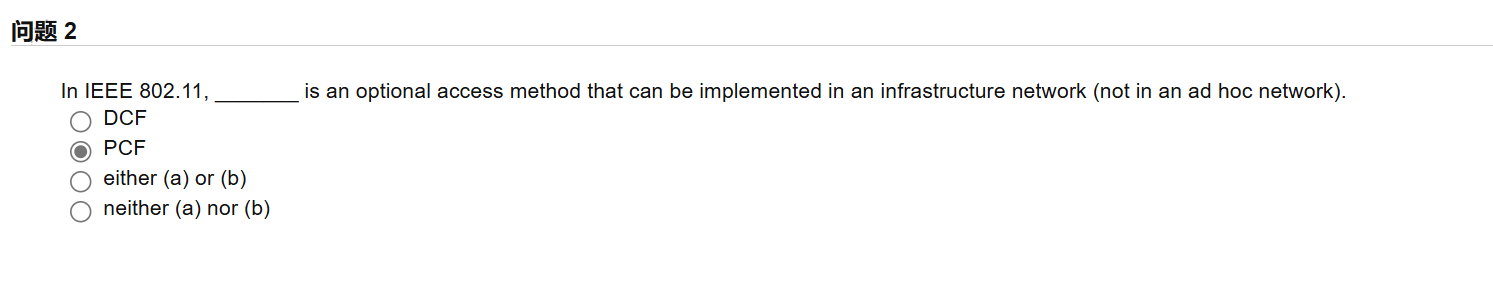 问题 2
In IEEE 802.11, ________ is an optional access method that can be implemented in an infrastructure network (not in an ad hoc network).
DCF
PCF
either (a) or (b)
neither (a) nor (b)